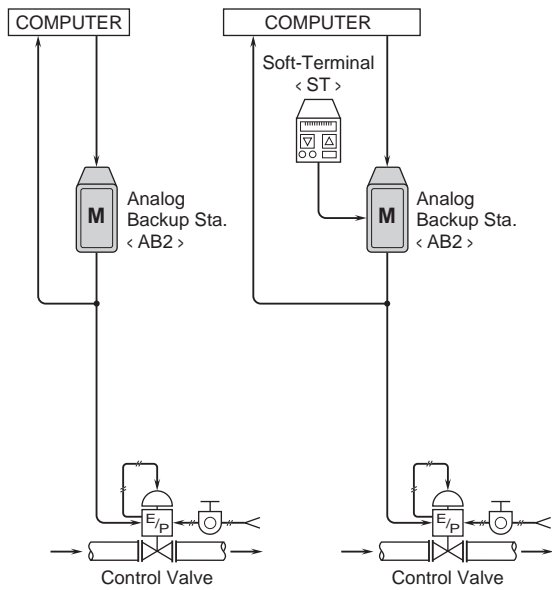 COMPUTER
M
Analog
Backup Sta.
‹ AB2 ›
E/P
Control Valve
COMPUTER
Soft-Terminal
‹ ST ›
M
Analog
Backup Sta.
‹ AB2 ›
E/P
Control Valve